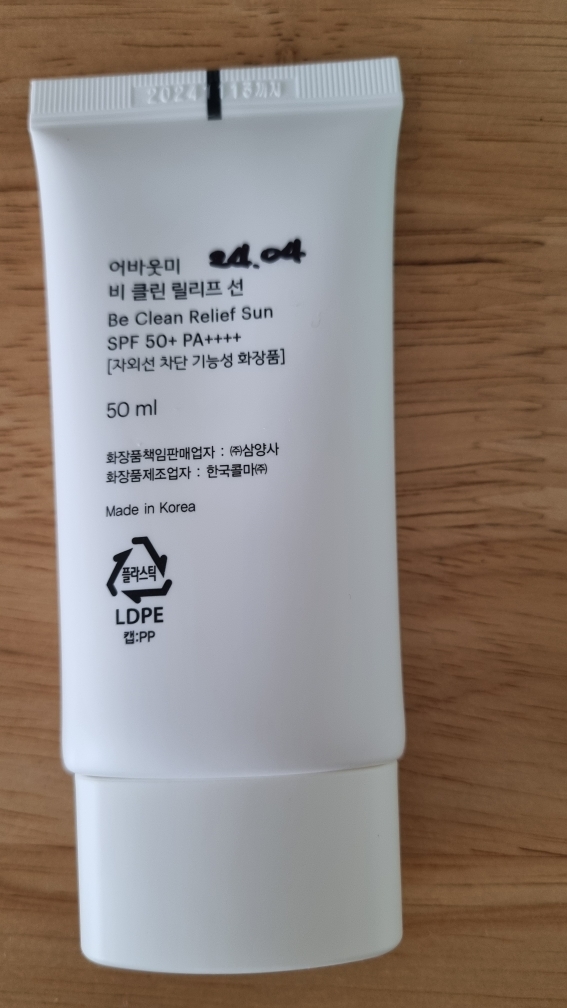 어바웃미 24.04
비 클린 릴리프 선
Be Clean Relief Sun
SPF 50+ PA++++
[자외선 차단 기능성 화장품]
50 ml
화장품책임판매업자 : ㈜삼양사
화장품제조업자 : 한국콜마㈜
Made in Korea
플라스틱
LDPE
캡:PP